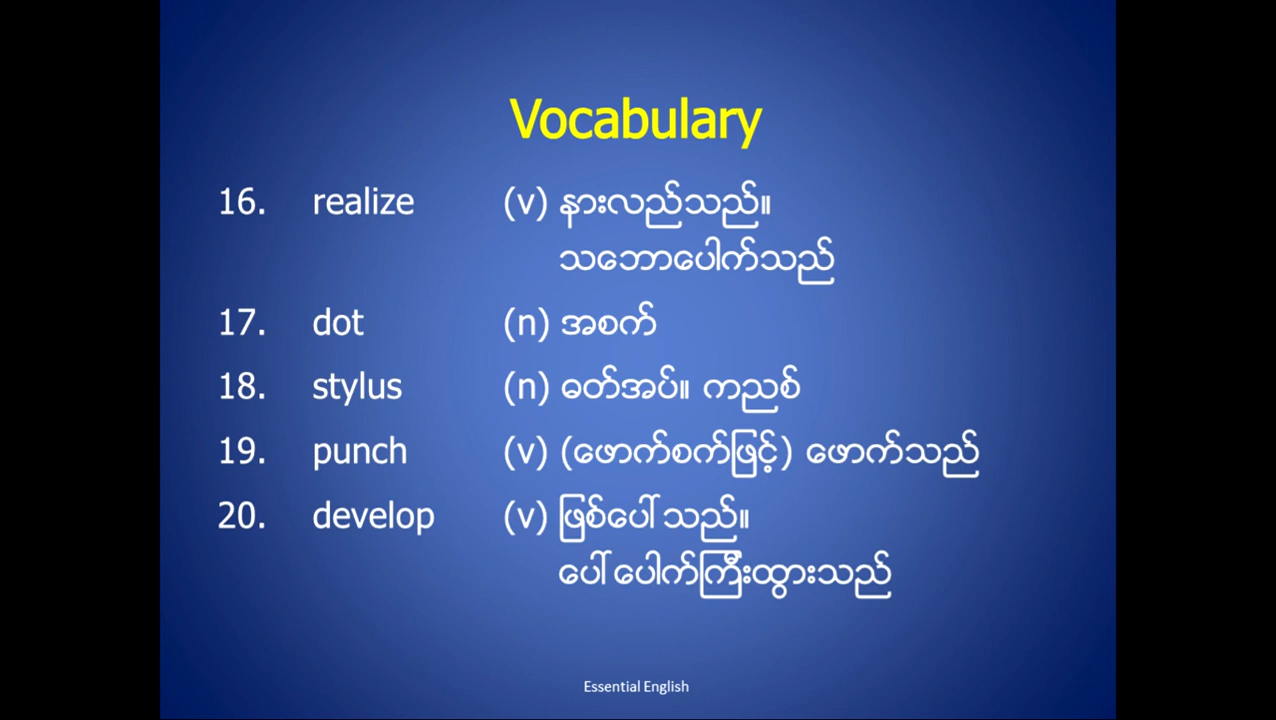 Vocabulary
16. realize (v) နားလည်သည်။
သဘောပေါက်သည်
17. dot (n) အစက်
18. stylus (n) ဓတ်အပ်။ ကညစ်
19. punch (v) (ဖောက်စက်ဖြင့်) ဖောက်သည်
20. develop (v) ဖြစ်ပေါ်သည်။
ပေါ်ပေါက်ကြီးထွားသည်
Essential English